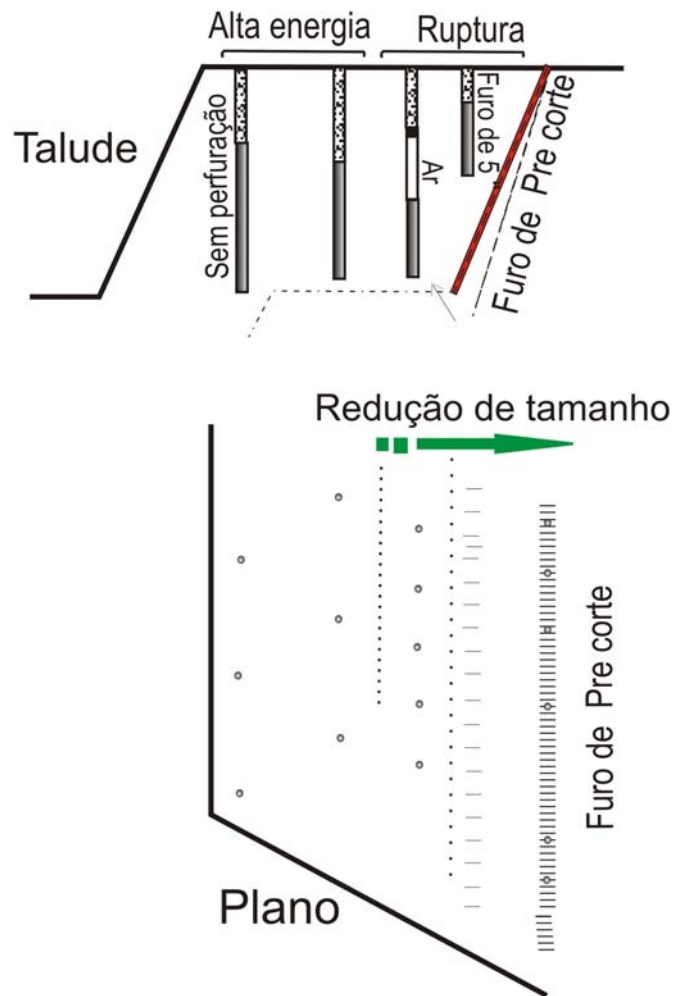 Alta energia
Ruptura
Talude
Sem perfuração
Ar
Furo de 5"
Furo de Pre corte
Redução de tamanho
Furo de Pre corte
Plano